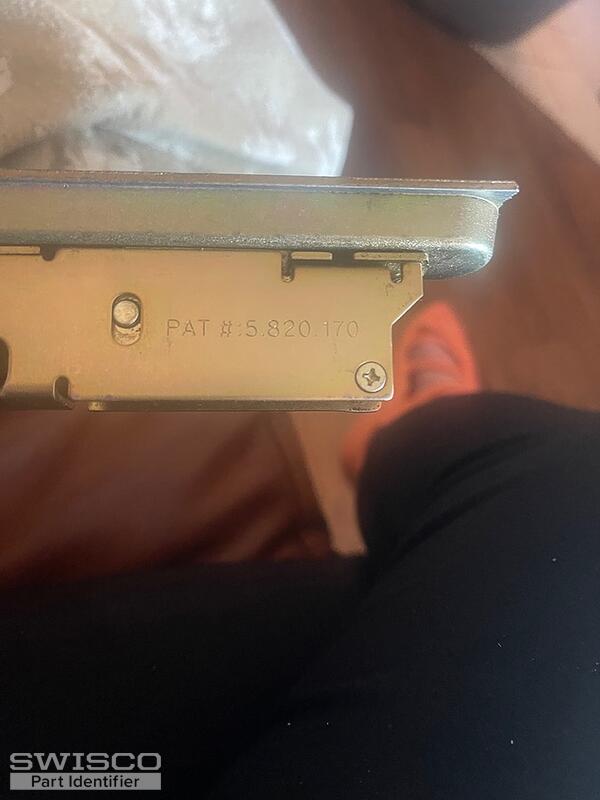 PAT #:5.820.170
SWISCO
Part Identifier